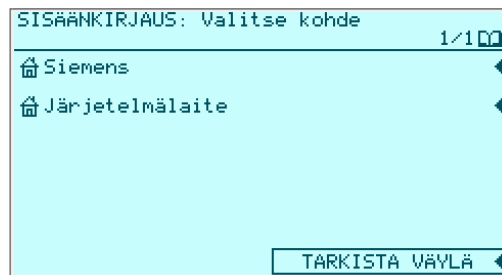 SISÄÄNKIRJAUS: Valitse kohde
1/1
Siemens
Järjetelmälaite
TARKISTA VÄYLÄ